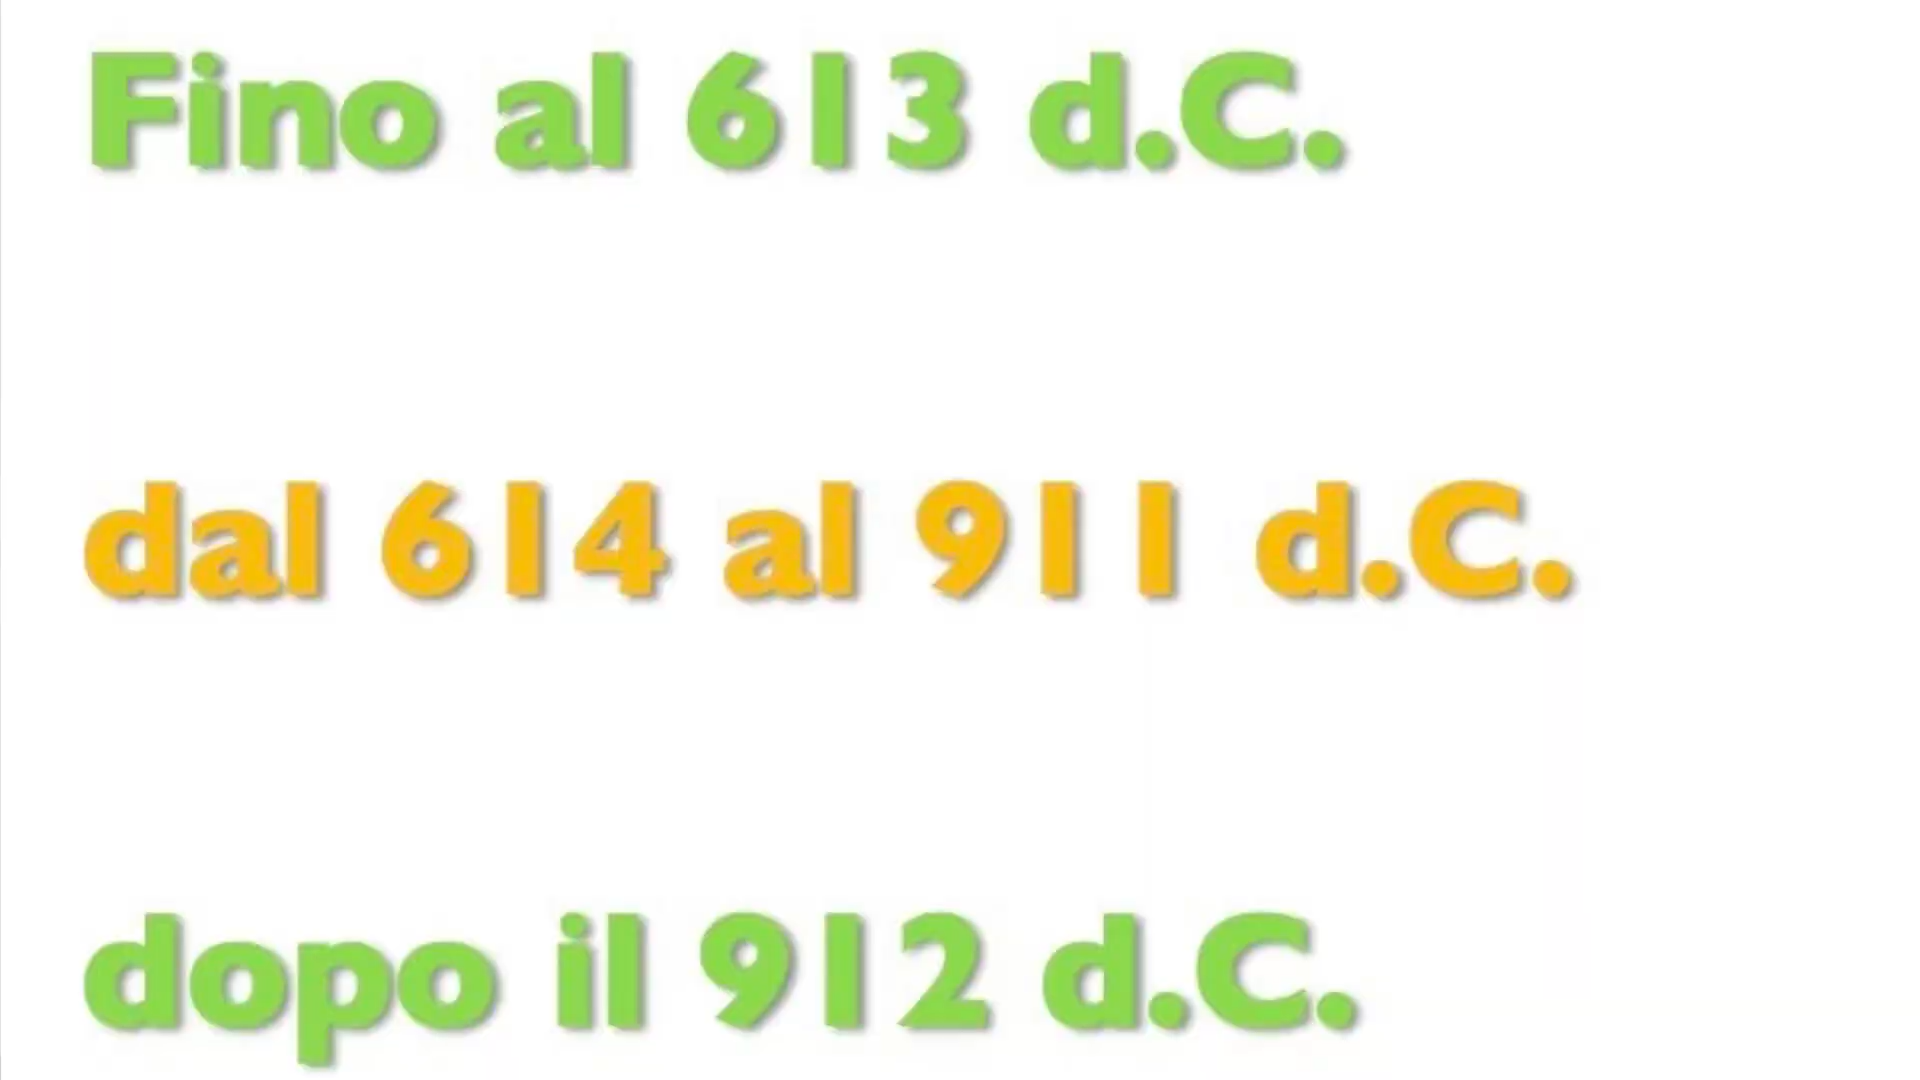 Fino al 613 d.C.
dal 614 al 911 d.C.
dopo il 912 d.C.